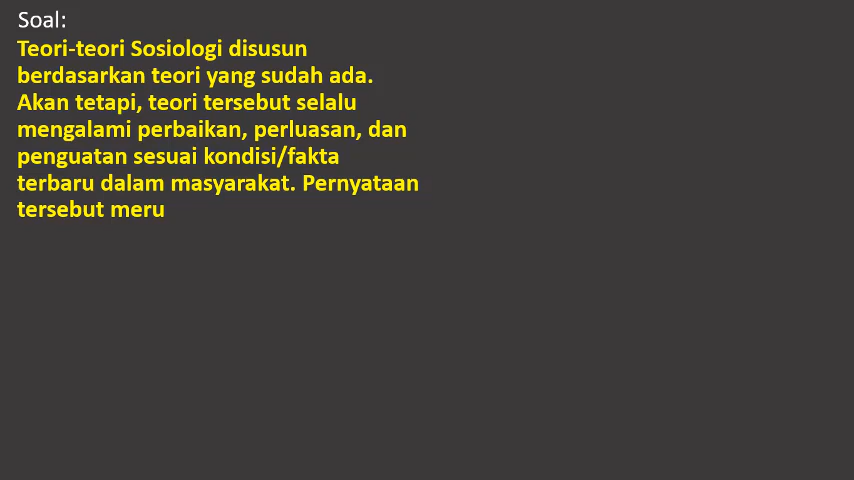 Soal:
Teori-teori Sosiologi disusun
berdasarkan teori yang sudah ada.
Akan tetapi, teori tersebut selalu
mengalami perbaikan, perluasan, dan
penguatan sesuai kondisi/fakta
terbaru dalam masyarakat. Pernyataan
tersebut meru